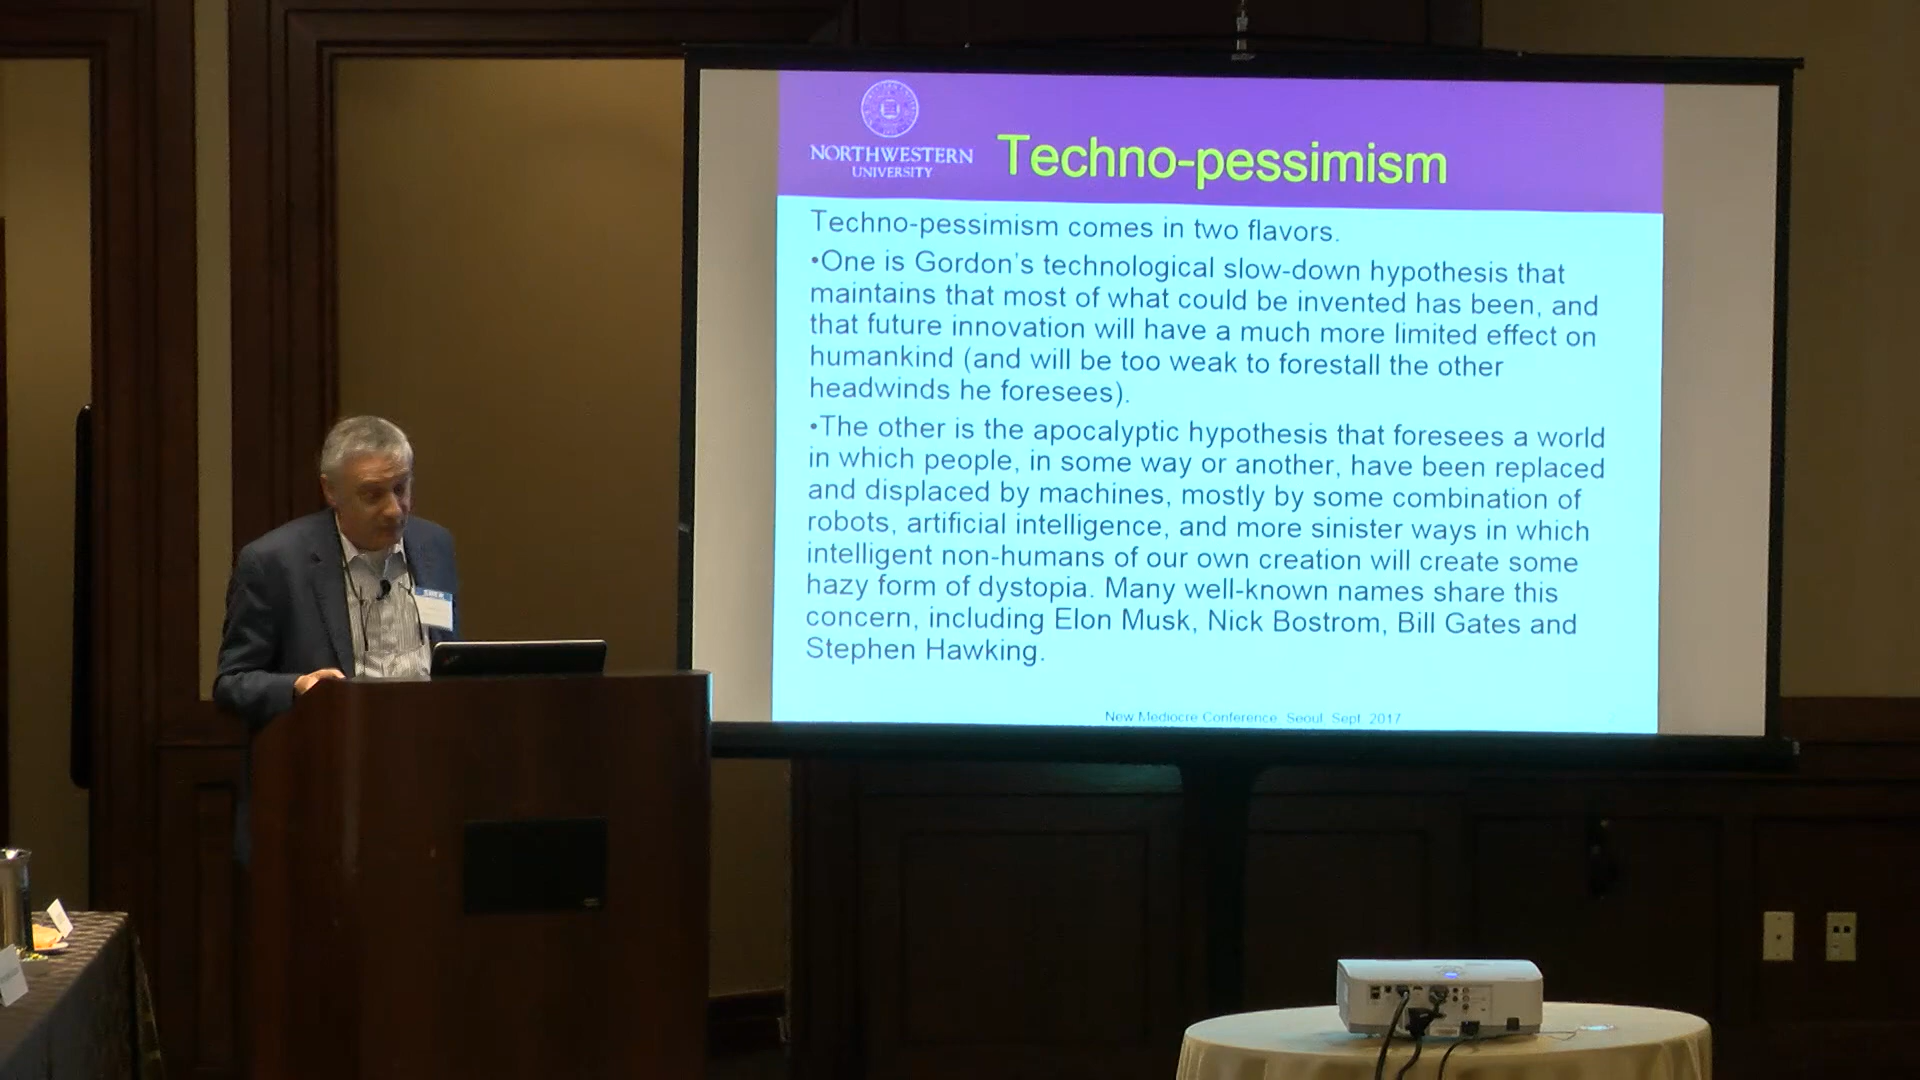 NORTHWESTERN
UNIVERSITY
Techno-pessimism
Techno-pessimism comes in two flavors.
•One is Gordon's technological slow-down hypothesis that
maintains that most of what could be invented has been, and
that future innovation will have a much more limited effect on
humankind (and will be too weak to forestall the other
headwinds he foresees).
•The other is the apocalyptic hypothesis that foresees a world
in which people, in some way or another, have been replaced
and displaced by machines, mostly by some combination of
robots, artificial intelligence, and more sinister ways in which
intelligent non-humans of our own creation will create some
hazy form of dystopia. Many well-known names share this
concern, including Elon Musk, Nick Bostrom, Bill Gates and
Stephen Hawking.
New Mediocre Conference, Seoul, Sept. 2017